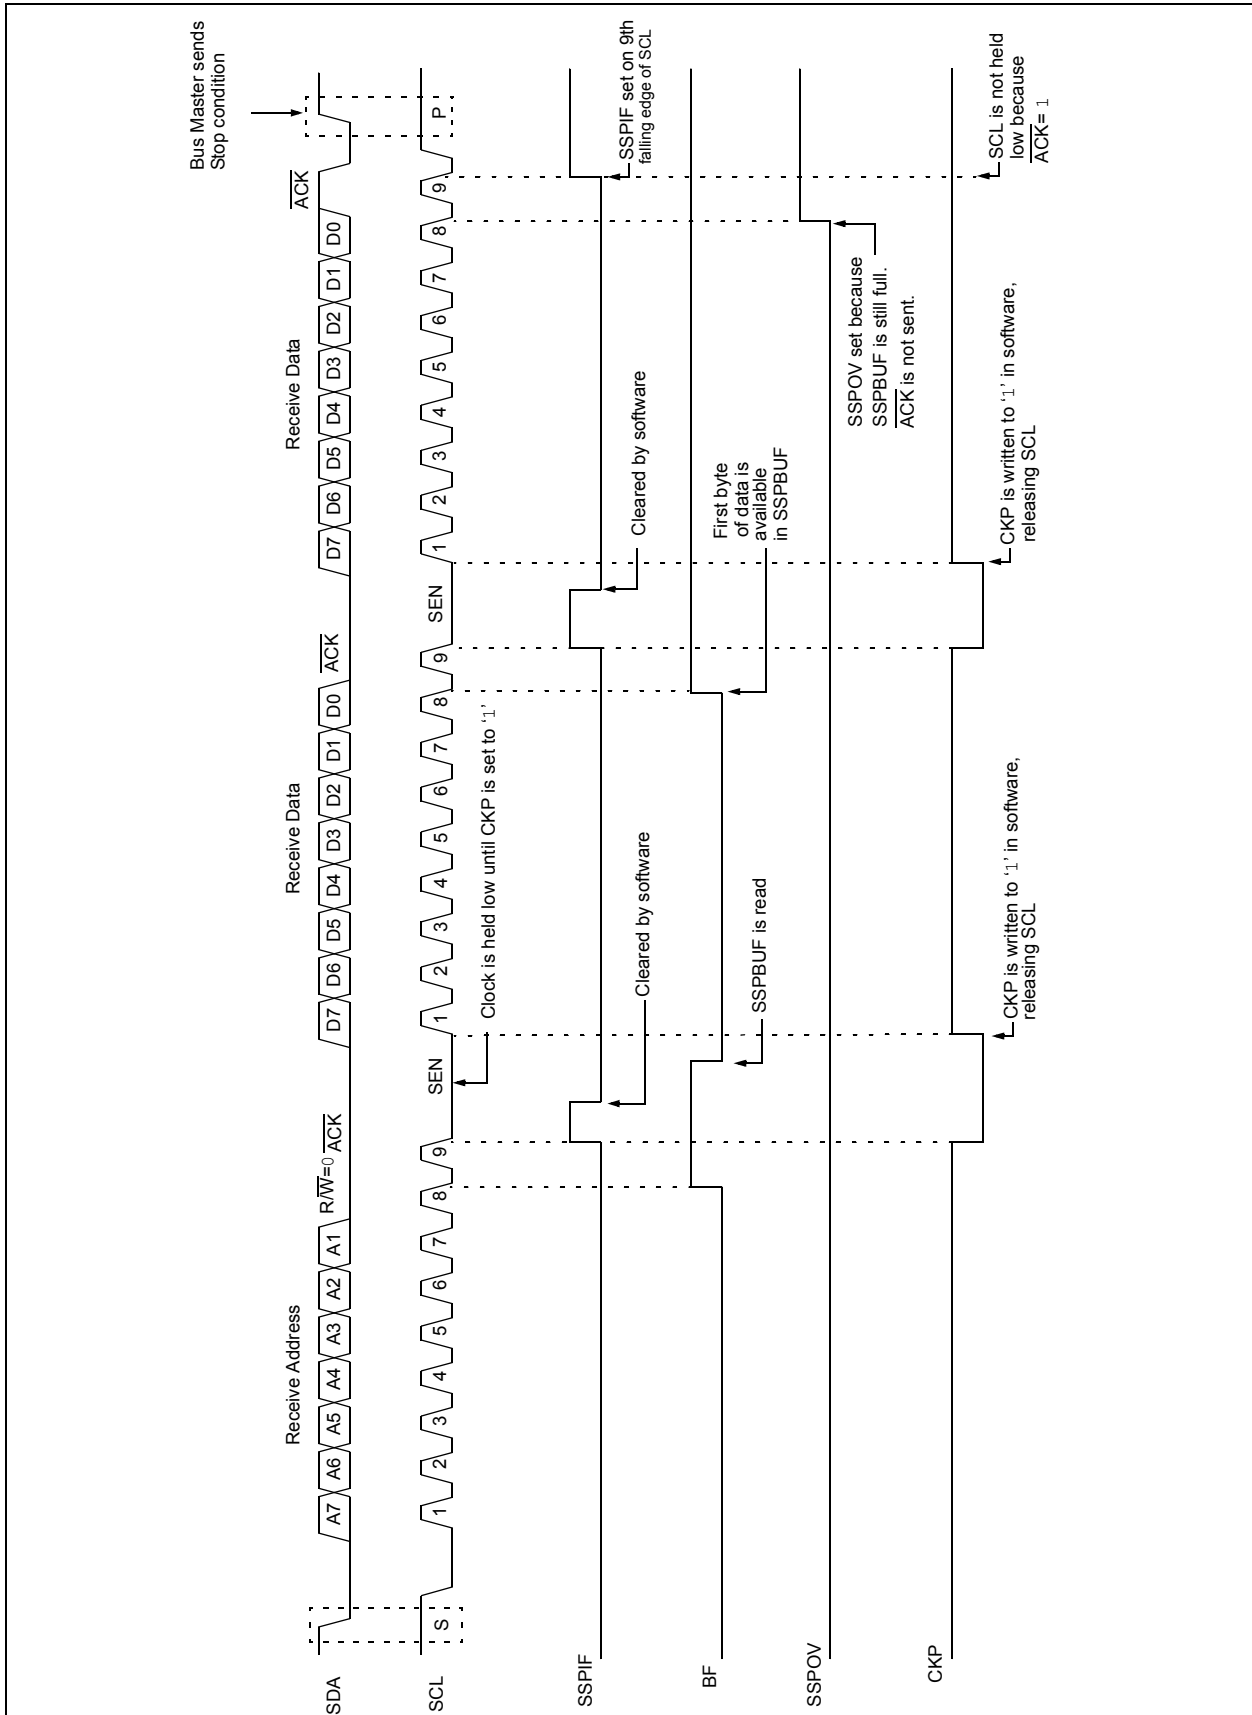 Bus Master sends
Stop condition
Receive Address
Receive Data
Receive Data
SDA
A7 A6 A5 A4 A3 A2 A1
R/W=0 ACK
D7 D6 D5 D4 D3 D2 D1 D0
ACK
D7 D6 D5 D4 D3 D2 D1 D0
ACK
SCL
S
1 2 3 4 5 6 7 8 9
SEN
1 2 3 4 5 6 7 8 9
SEN
1 2 3 4 5 6 7 8 9
P
Clock is held low until CKP is set to ‘1’
SSPIF
Cleared by software
Cleared by software
SSPIF set on 9th
falling edge of SCL
BF
SSPBUF is read
First byte
of data is
available
in SSPBUF
SSPOV
SSPOV set because
SSPBUF is still full.
ACK is not sent.
CKP
CKP is written to ‘1’ in software,
releasing SCL
CKP is written to ‘1’ in software,
releasing SCL
SCL is not held
low because
ACK= 1